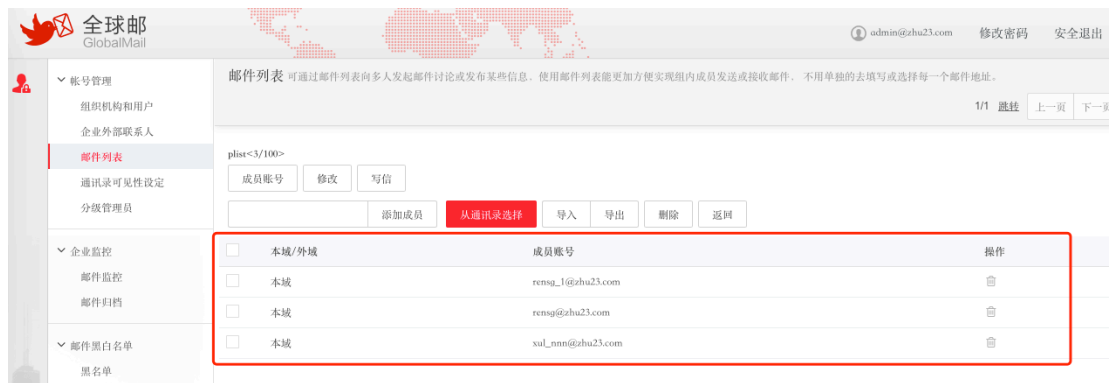 全球邮
GlobalMail
admin@zhu23.com 修改密码 安全退出
帐号管理
组织机构和用户
企业外部联系人
邮件列表
通讯录可见性设定
分级管理员
企业监控
邮件监控
邮件归档
邮件黑白名单
黑名单
邮件列表 可通过邮件列表向多人发起邮件讨论或发布某些信息。使用邮件列表能更加方便实现组内成员发送或接收邮件, 不用单独的去填写或选择每一个邮件地址。
1/1 跳转 上一页 下一页
plist<3/100>
成员账号 修改 写信
添加成员 从通讯录选择 导入 导出 删除 返回
本域/外域 成员账号 操作
本域 rensg_1@zhu23.com
本域 rensg@zhu23.com
本域 xul_nnn@zhu23.com